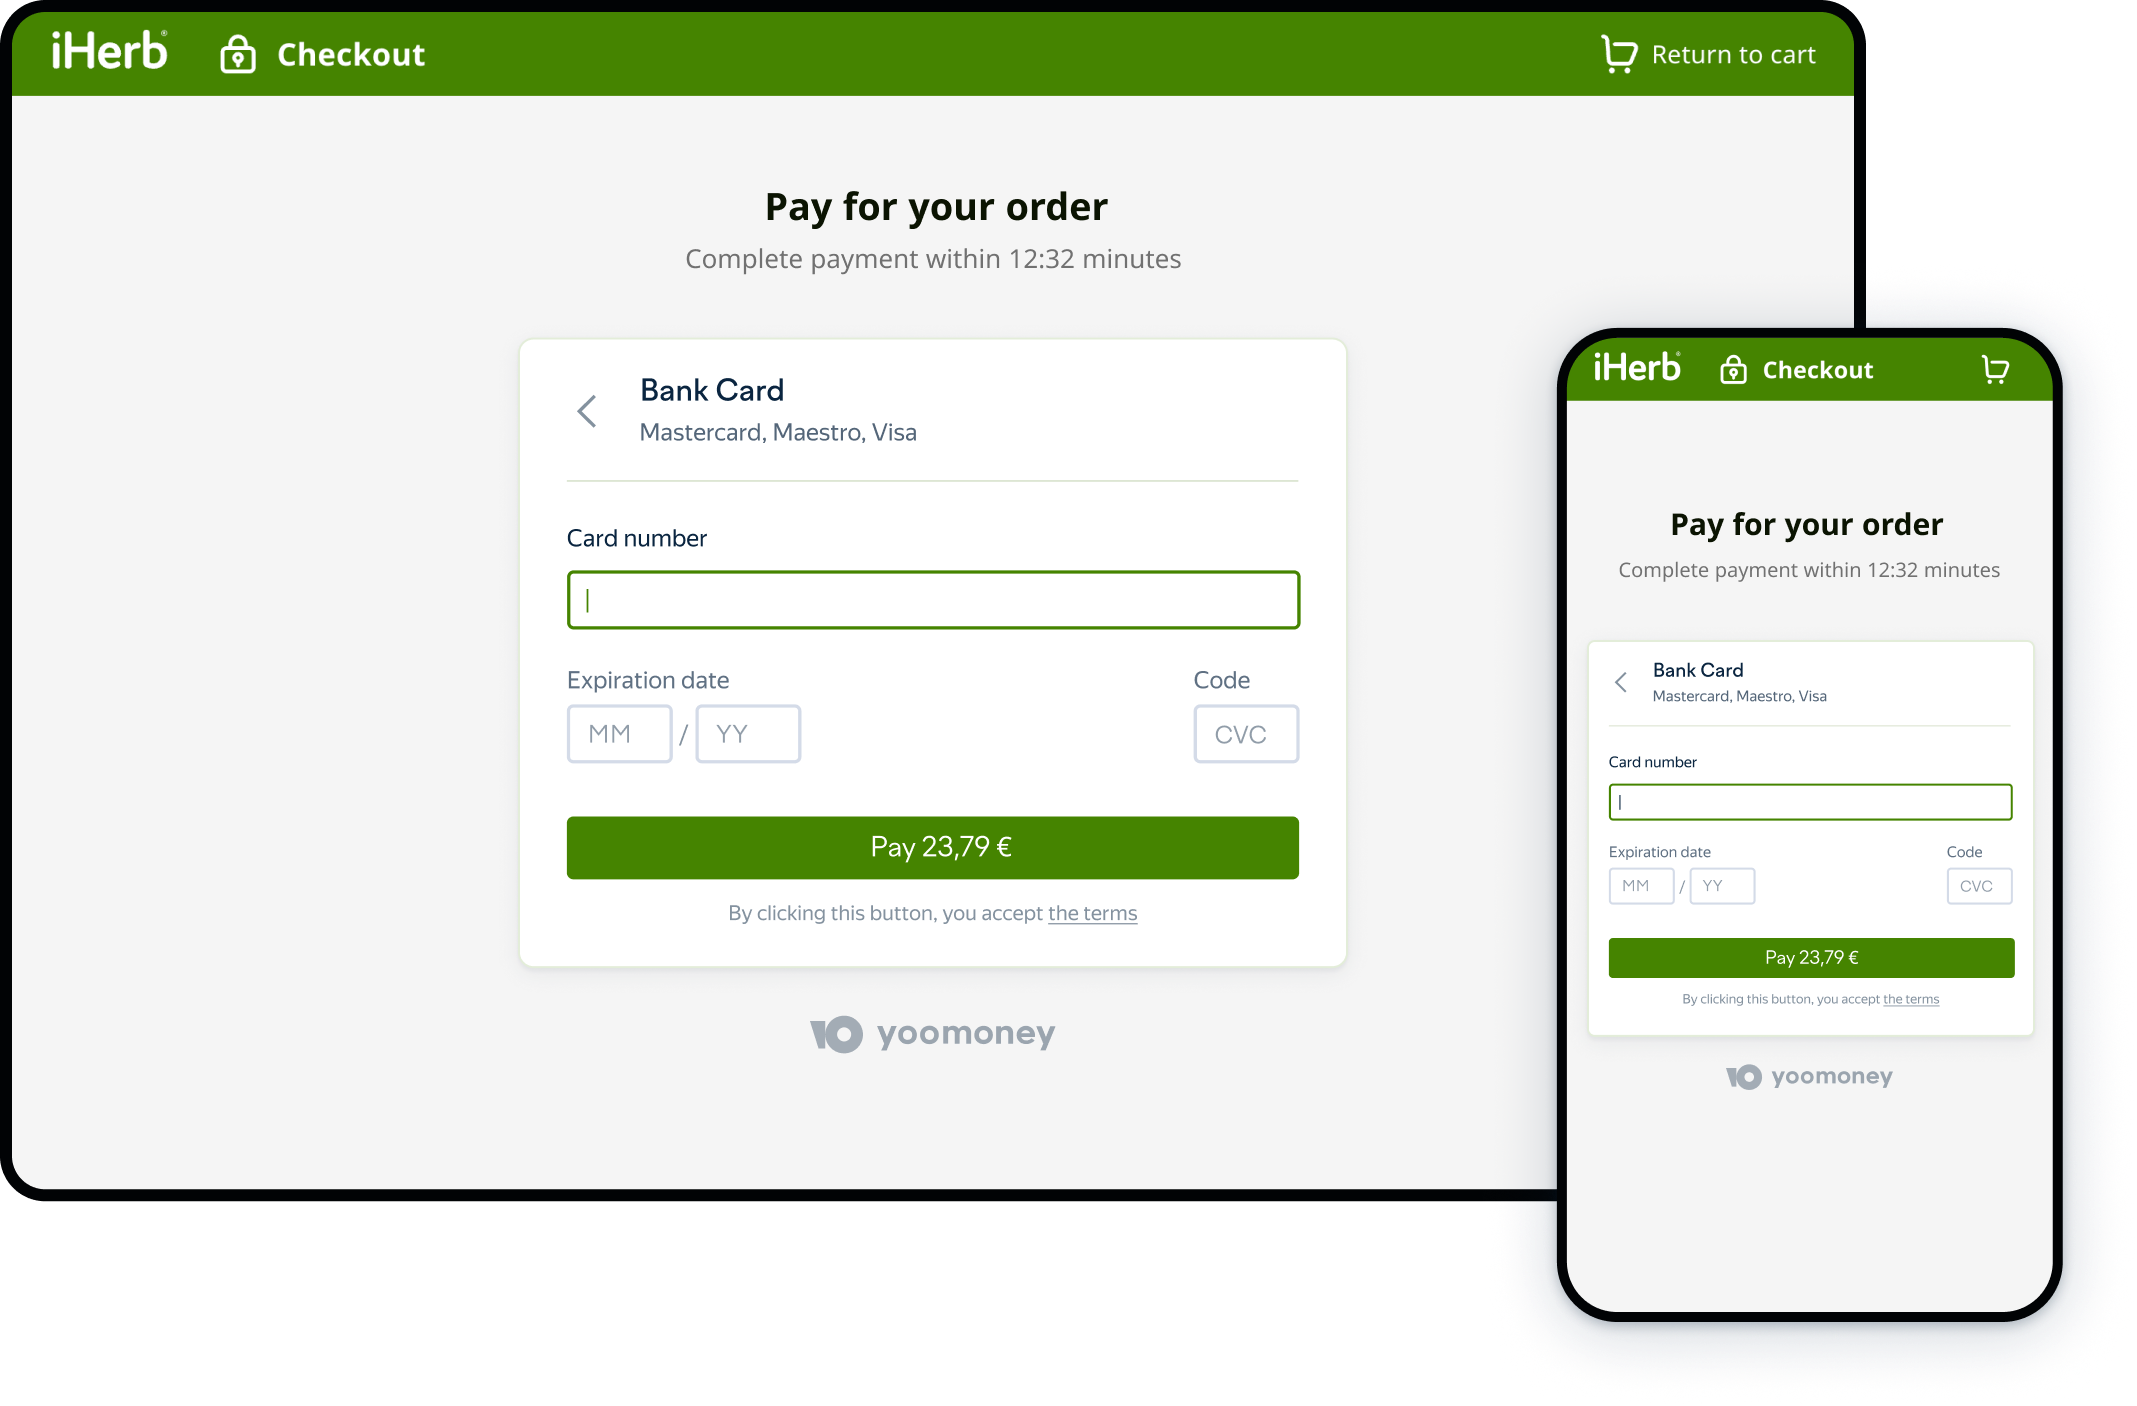 iHerb® Checkout Return to cart
Pay for your order
Complete payment within 12:32 minutes
Bank Card
Mastercard, Maestro, Visa
Card number
Expiration date Code
MM / YY CVC
Pay 23,79 €
By clicking this button, you accept the terms
yoomoney
iHerb® Checkout
Pay for your order
Complete payment within 12:32 minutes
Bank Card
Mastercard, Maestro, Visa
Card number
Expiration date Code
MM / YY CVC
Pay 23,79 €
By clicking this button, you accept the terms
yoomoney